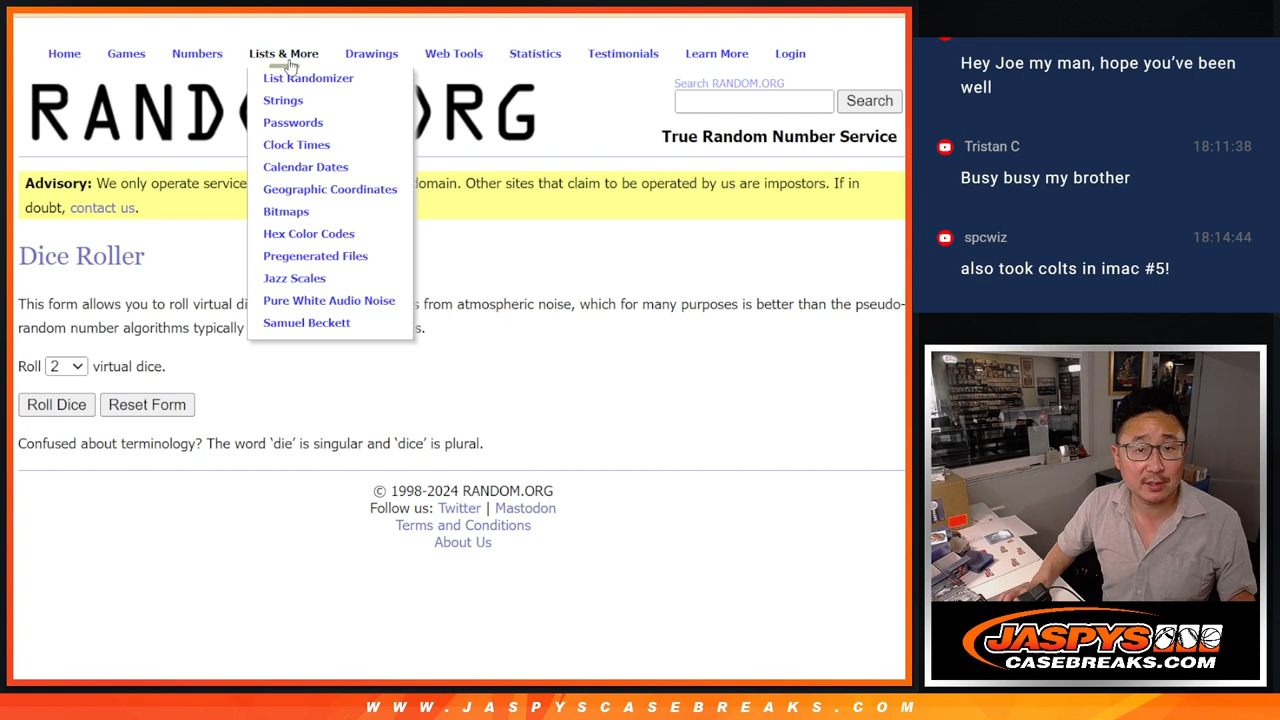 Home Games Numbers Lists & More Drawings Web Tools Statistics Testimonials Learn More Login
List Randomizer
Strings
Passwords
Clock Times
Calendar Dates
Geographic Coordinates
Bitmaps
Hex Color Codes
Pregenerated Files
Jazz Scales
Pure White Audio Noise
Samuel Beckett
RAND ORG
Search RANDOM.ORG
Search
True Random Number Service
Advisory: We only operate service omain. Other sites that claim to be operated by us are impostors. If in
doubt, contact us.
Dice Roller
This form allows you to roll virtual di s from atmospheric noise, which for many purposes is better than the pseudo-
random number algorithms typically s.
Roll 2 virtual dice.
Roll Dice Reset Form
Confused about terminology? The word ‘die’ is singular and ‘dice’ is plural.
© 1998-2024 RANDOM.ORG
Follow us: Twitter | Mastodon
Terms and Conditions
About Us
Hey Joe my man, hope you’ve been
well
Tristan C 18:11:38
Busy busy my brother
spcwiz 18:14:44
also took colts in imac #5!
JASPYS
CASEBREAKS.COM
WWW.JASPYSCASEBREAKS.COM